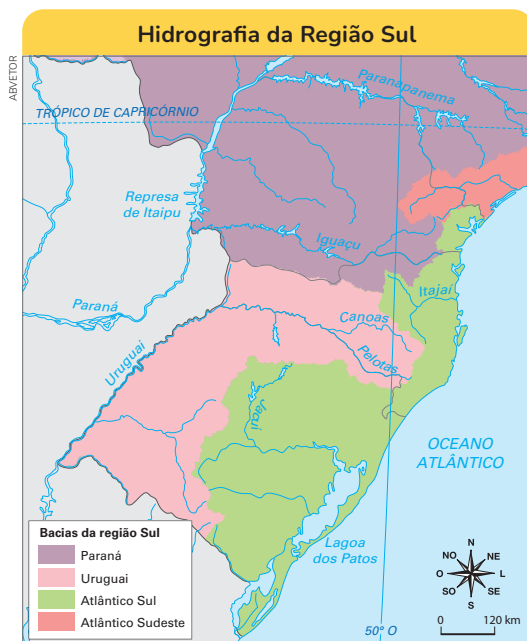 Hidrografia da Região Sul
ABVETOR
Paranapanema
TRÓPICO DE CAPRICÓRNIO
Represa
de Itaipu
Iguaçu
Itajaí
Paraná
Canoas
Uruguai
Pelotas
Jacuí
OCEANO
ATLÂNTICO
Lagoa
dos Patos
Bacias da região Sul
Paraná
Uruguai
Atlântico Sul
Atlântico Sudeste
N
NO
NE
O
L
SO
SE
S
50° O
0
120 km